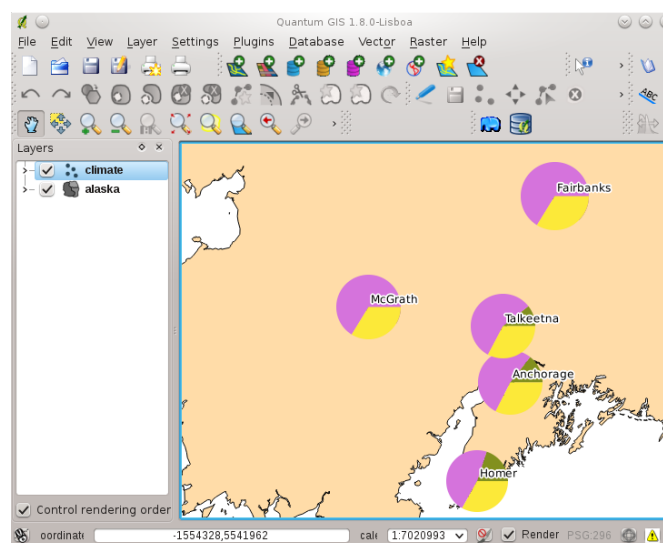 Quantum GIS 1.8.0-Lisboa
File Edit View Layer Settings Plugins Database Vector Raster Help
ABC
Layers
climate
alaska
Fairbanks
McGrath
Talkeetna
Anchorage
Homer
Control rendering order
oordinate -1554328,5541962 cale 1:7020993 Render PSG:296